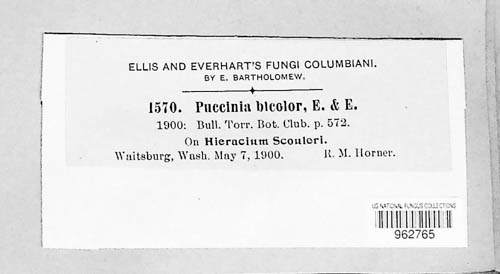 ELLIS AND EVERHART'S FUNGI COLUMBIANI.
BY E. BARTHOLOMEW.
1570. Puccinia bicolor, E. & E.
1900: Bull. Torr. Bot. Club. p. 572.
On Hieracium Scouleri.
Waitsburg, Wash. May 7, 1900. R. M. Horner.
US NATIONAL FUNGUS COLLECTIONS
962765